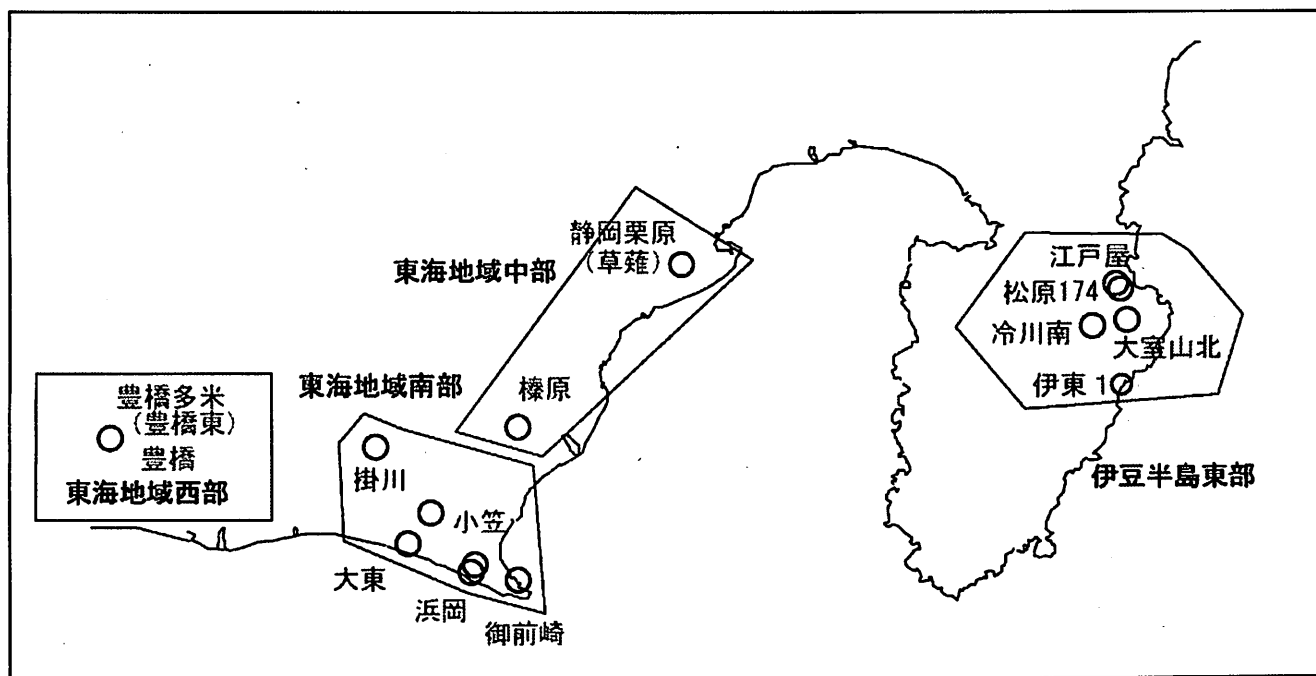 静岡栗原
（草薙）
東海地域中部
江戸屋
松原174
冷川南
大室山北
伊東 1
伊豆半島東部
東海地域南部
榛原
豊橋多米
（豊橋東）
豊橋
東海地域西部
掛川
小笠
大東
浜岡
御前崎